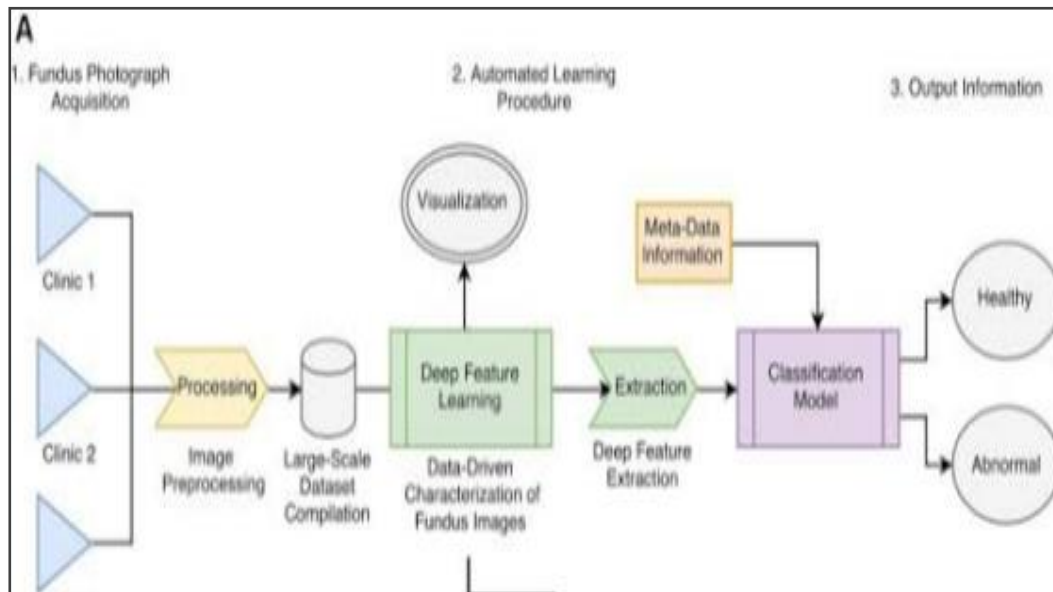 A
1. Fundus Photograph
Acquisition
2. Automated Learning
Procedure
3. Output Information
Visualization
Meta-Data
Information
Clinic 1
Healthy
Processing
Deep Feature
Learning
Extraction
Classification
Model
Clinic 2
Image
Preprocessing
Large-Scale
Dataset
Compilation
Data-Driven
Characterization of
Fundus Images
Deep Feature
Extraction
Abnormal